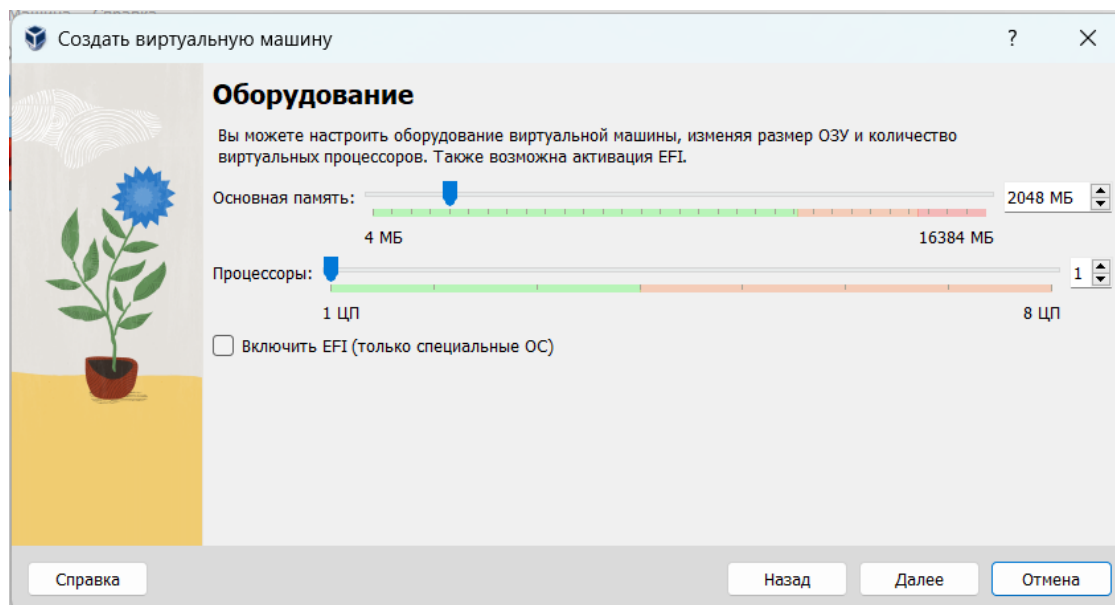 Машина Справка
Создать виртуальную машину
?
Оборудование
Вы можете настроить оборудование виртуальной машины, изменяя размер ОЗУ и количество
виртуальных процессоров. Также возможна активация EFI.
Основная память:
2048 МБ
4 МБ
16384 МБ
Процессоры:
1
1 ЦП
8 ЦП
Включить EFI (только специальные ОС)
Справка
Назад
Далее
Отмена